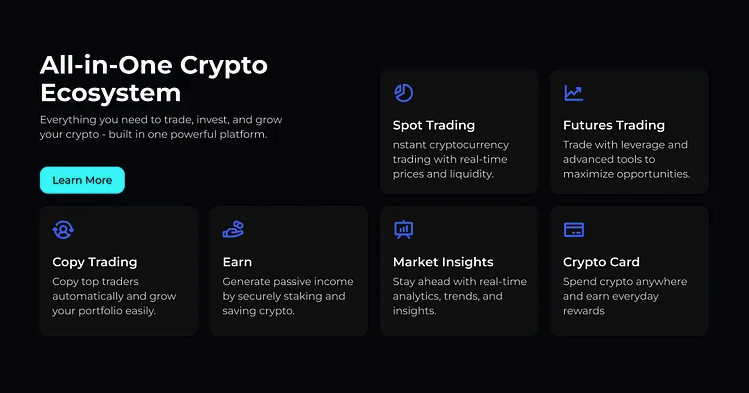 All-in-One Crypto
Ecosystem
Everything you need to trade, invest, and grow
your crypto - built in one powerful platform.
Learn More
Spot Trading
nstant cryptocurrency
trading with real-time
prices and liquidity.
Futures Trading
Trade with leverage and
advanced tools to
maximize opportunities.
Copy Trading
Copy top traders
automatically and grow
your portfolio easily.
Earn
Generate passive income
by securely staking and
saving crypto.
Market Insights
Stay ahead with real-time
analytics, trends, and
insights.
Crypto Card
Spend crypto anywhere
and earn everyday
rewards